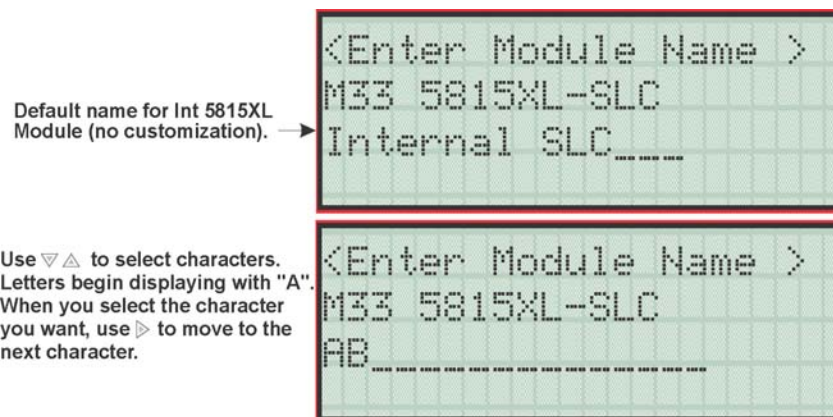 Default name for Int 5815XL
Module (no customization).
<Enter Module Name >
M33 5815XL-SLC
Internal SLC___
Use ▽ △ to select characters.
Letters begin displaying with "A".
When you select the character
you want, use ▷ to move to the
next character.
<Enter Module Name >
M33 5815XL-SLC
AB______________